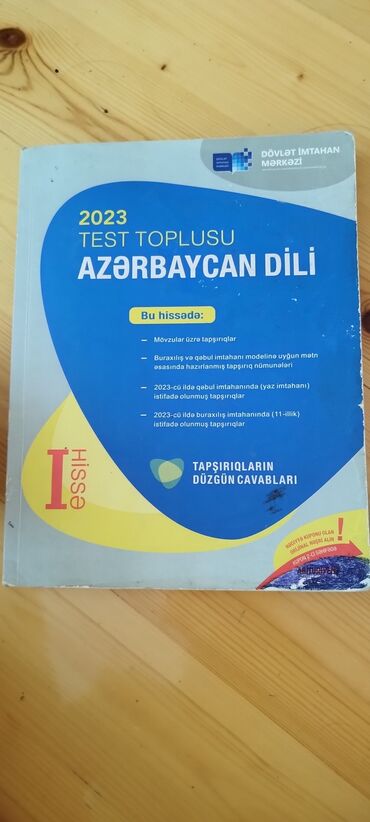 DÖVLƏT İMTAHAN
MƏRKƏZİ
2023
TEST TOPLUSU
AZƏRBAYCAN DİLİ
Bu hissədə:
— Mövzular üzrə tapşırıqlar
— Buraxılış və qəbul imtahanı modelinə uyğun mətn
əsasında hazırlanmış tapşırıq nümunələri
— 2023-cü ildə qəbul imtahanında (yaz imtahanı)
istifadə olunmuş tapşırıqlar
— 2023-cü ildə buraxılış imtahanında (11-illik)
istifadə olunmuş tapşırıqlar
I HİSSƏ
TAPŞIRIQLARIN
DÜZGÜN CAVABLARI